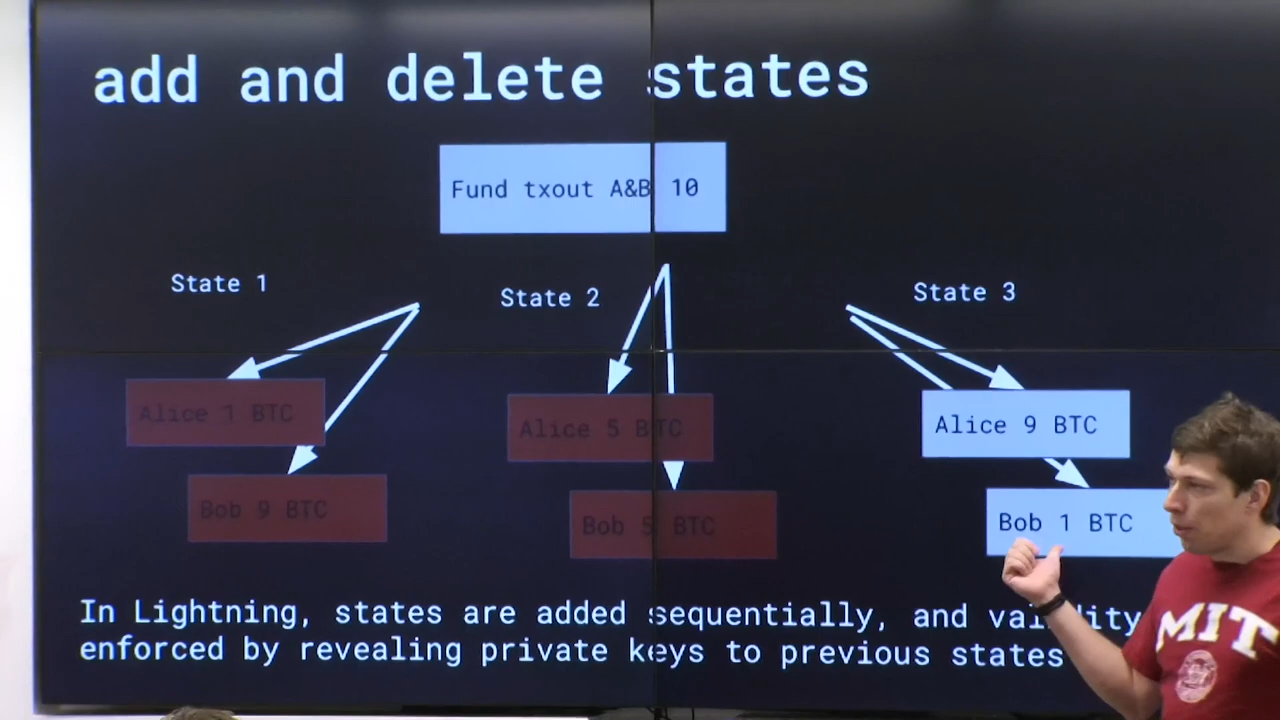 add and delete states
Fund txout A&B 10
State 1
State 2
State 3
Alice 1 BTC
Bob 9 BTC
Alice 5 BTC
Bob 5 BTC
Alice 9 BTC
Bob 1 BTC
In Lightning, states are added sequentially, and validity
enforced by revealing private keys to previous states
MIT